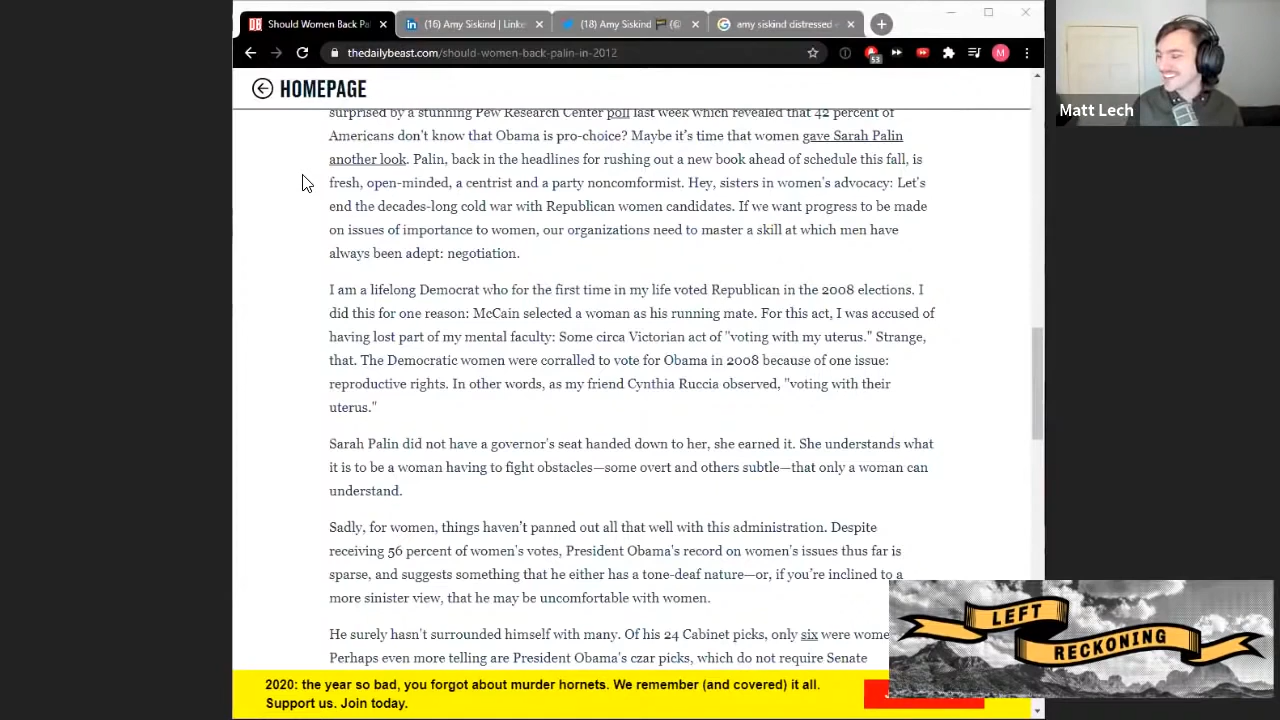 Should Women Back Pa
(16) Amy Siskind | Linke
(18) Amy Siskind
amy siskind distressed
thedailybeast.com/should-women-back-palin-in-2012
53
M
HOMEPAGE
surprised by a stunning Pew Research Center poll last week which revealed that 42 percent of
Americans don't know that Obama is pro-choice? Maybe it's time that women gave Sarah Palin
another look. Palin, back in the headlines for rushing out a new book ahead of schedule this fall, is
fresh, open-minded, a centrist and a party noncomformist. Hey, sisters in women's advocacy: Let's
end the decades-long cold war with Republican women candidates. If we want progress to be made
on issues of importance to women, our organizations need to master a skill at which men have
always been adept: negotiation.
I am a lifelong Democrat who for the first time in my life voted Republican in the 2008 elections. I
did this for one reason: McCain selected a woman as his running mate. For this act, I was accused of
having lost part of my mental faculty: Some circa Victorian act of "voting with my uterus." Strange,
that. The Democratic women were corralled to vote for Obama in 2008 because of one issue:
reproductive rights. In other words, as my friend Cynthia Ruccia observed, "voting with their
uterus."
Sarah Palin did not have a governor's seat handed down to her, she earned it. She understands what
it is to be a woman having to fight obstacles—some overt and others subtle—that only a woman can
understand.
Sadly, for women, things haven't panned out all that well with this administration. Despite
receiving 56 percent of women's votes, President Obama's record on women's issues thus far is
sparse, and suggests something that he either has a tone-deaf nature—or, if you're inclined to a
more sinister view, that he may be uncomfortable with women.
He surely hasn't surrounded himself with many. Of his 24 Cabinet picks, only six were wome
Perhaps even more telling are President Obama's czar picks, which do not require Senate
2020: the year so bad, you forgot about murder hornets. We remember (and covered) it all.
Support us. Join today.
Matt Lech
LEFT
RECKONING